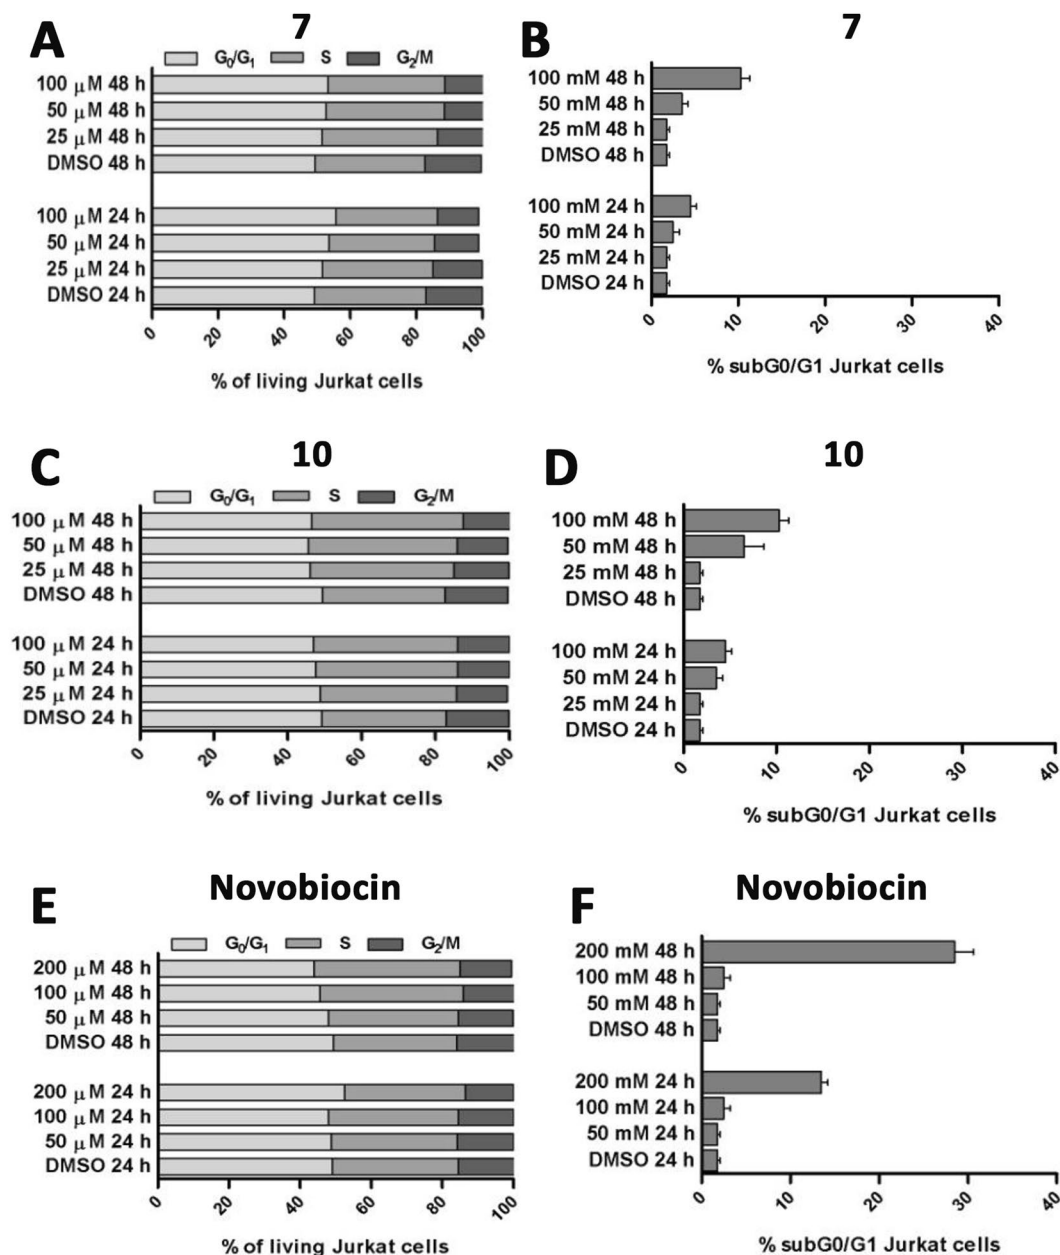 A
7
G0/G1 S G2/M
100 μM 48 h
50 μM 48 h
25 μM 48 h
DMSO 48 h
100 μM 24 h
50 μM 24 h
25 μM 24 h
DMSO 24 h
0 20 40 60 80 100
% of living Jurkat cells
B
7
100 mM 48 h
50 mM 48 h
25 mM 48 h
DMSO 48 h
100 mM 24 h
50 mM 24 h
25 mM 24 h
DMSO 24 h
0 10 20 30 40
% subG0/G1 Jurkat cells
C
10
G0/G1 S G2/M
100 μM 48 h
50 μM 48 h
25 μM 48 h
DMSO 48 h
100 μM 24 h
50 μM 24 h
25 μM 24 h
DMSO 24 h
0 20 40 60 80 100
% of living Jurkat cells
D
10
100 mM 48 h
50 mM 48 h
25 mM 48 h
DMSO 48 h
100 mM 24 h
50 mM 24 h
25 mM 24 h
DMSO 24 h
0 10 20 30 40
% subG0/G1 Jurkat cells
E
Novobiocin
G0/G1 S G2/M
200 μM 48 h
100 μM 48 h
50 μM 48 h
DMSO 48 h
200 μM 24 h
100 μM 24 h
50 μM 24 h
DMSO 24 h
0 20 40 60 80 100
% of living Jurkat cells
F
Novobiocin
200 mM 48 h
100 mM 48 h
50 mM 48 h
DMSO 48 h
200 mM 24 h
100 mM 24 h
50 mM 24 h
DMSO 24 h
0 10 20 30 40
% subG0/G1 Jurkat cells